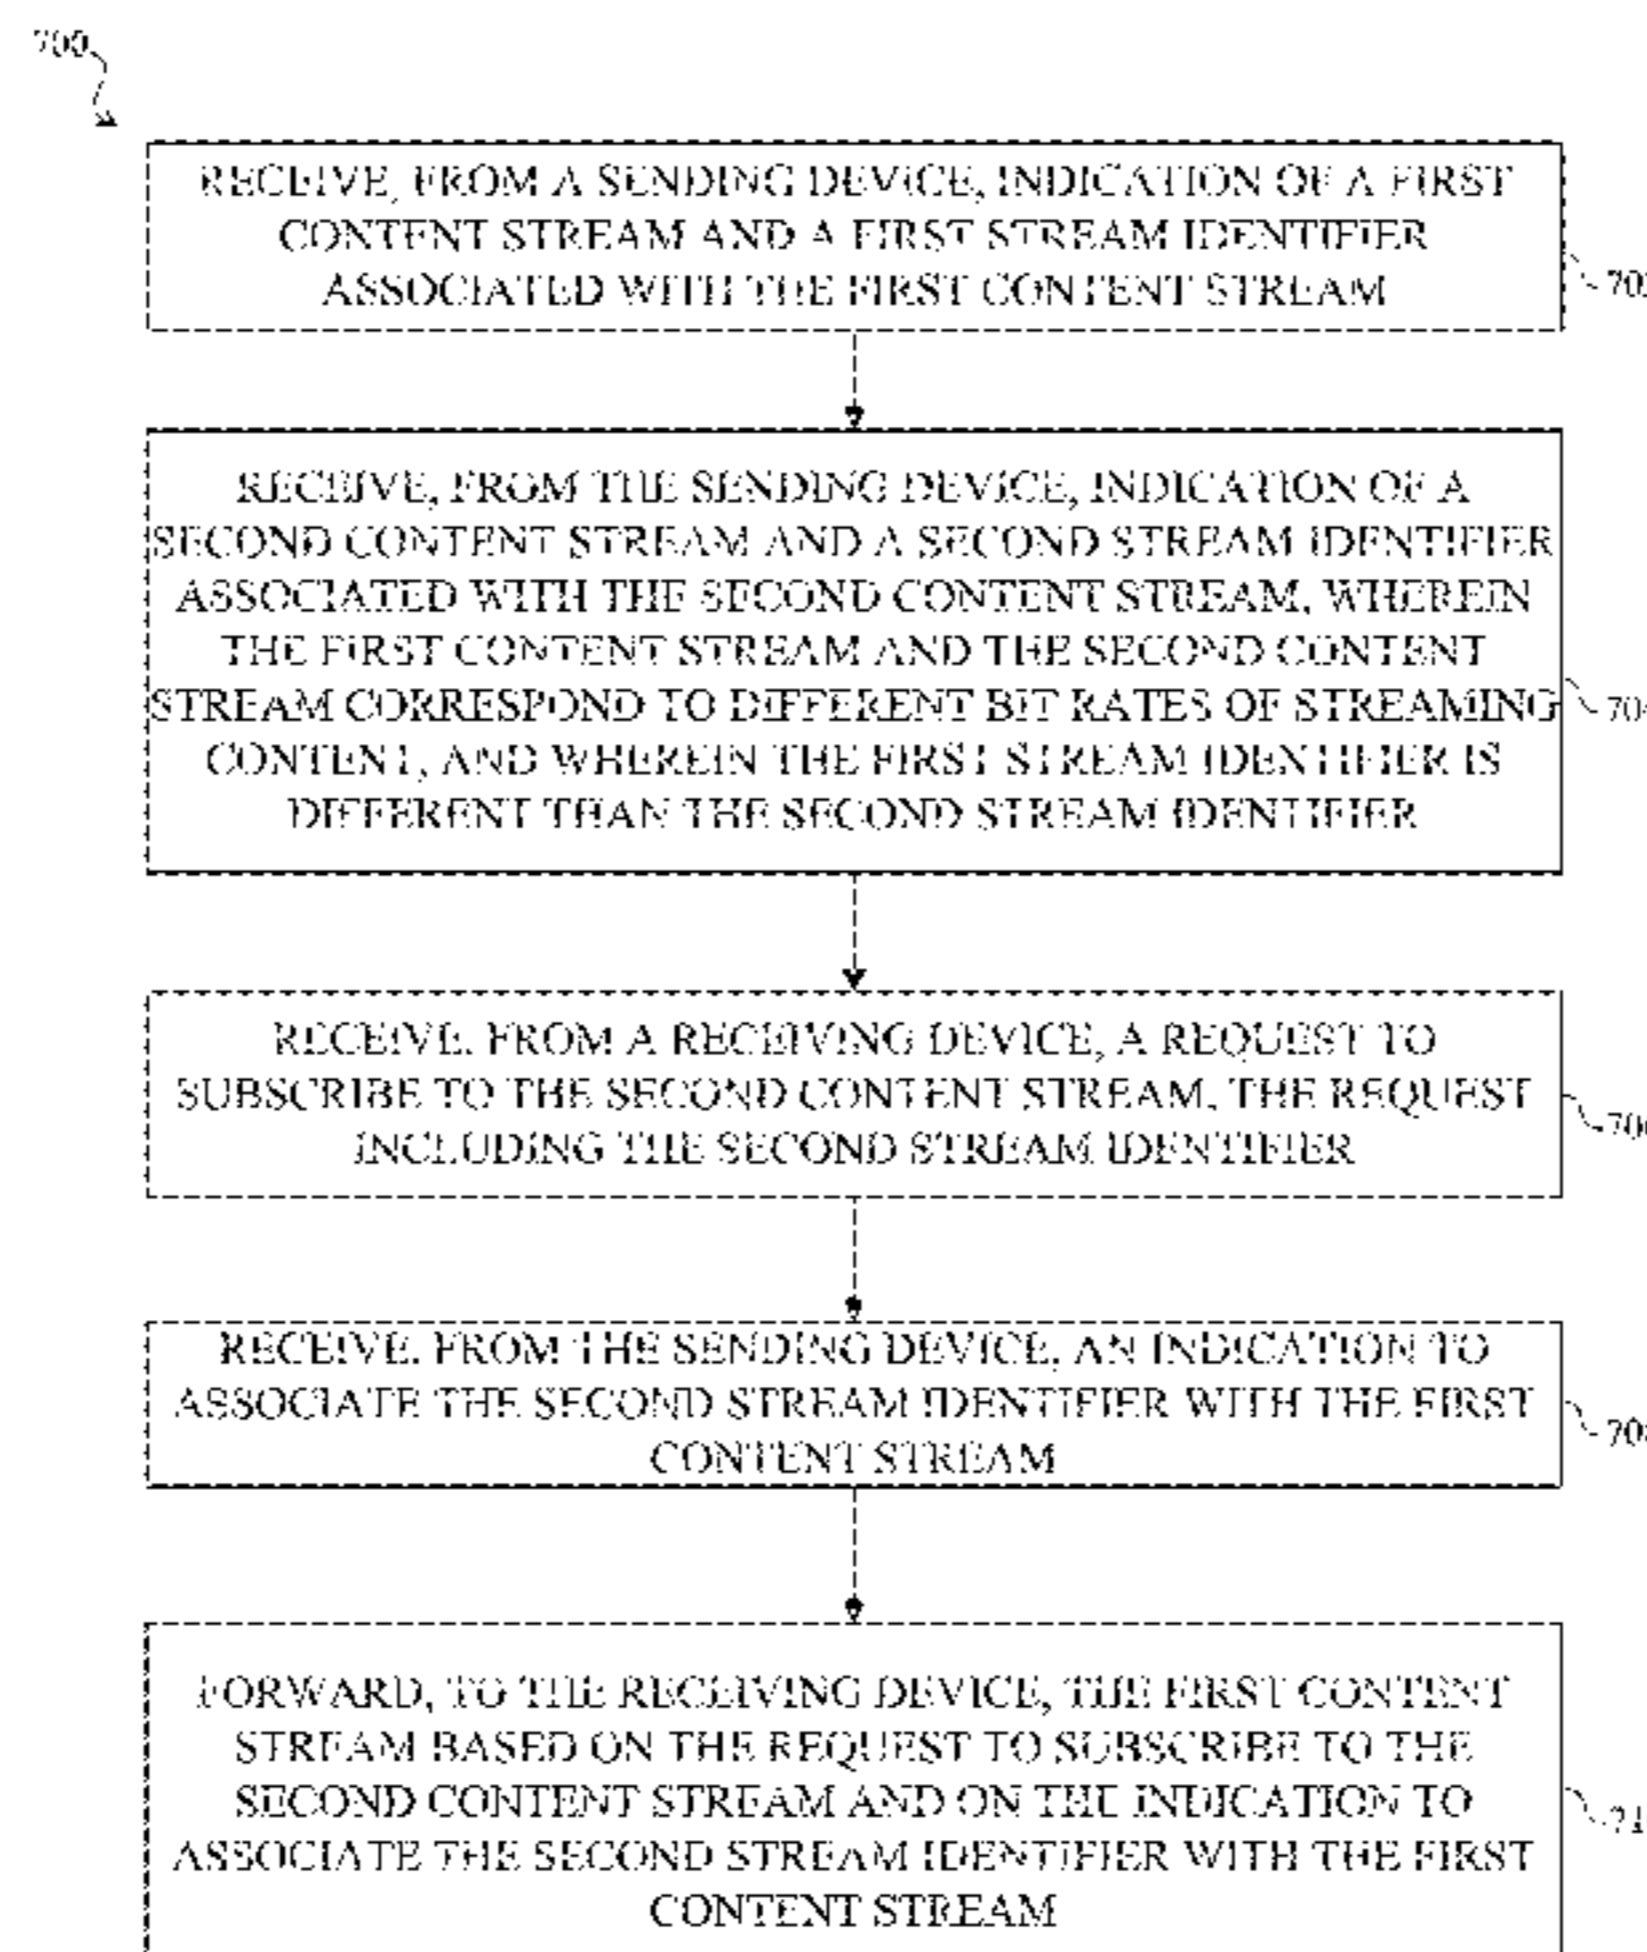 700
RECEIVE, FROM A SENDING DEVICE, INDICATION OF A FIRST
CONTENT STREAM AND A FIRST STREAM IDENTIFIER
ASSOCIATED WITH THE FIRST CONTENT STREAM
RECEIVE, FROM THE SENDING DEVICE, INDICATION OF A
SECOND CONTENT STREAM AND A SECOND STREAM IDENTIFIER
ASSOCIATED WITH THE SECOND CONTENT STREAM, WHEREIN
THE FIRST CONTENT STREAM AND THE SECOND CONTENT
STREAM CORRESPOND TO DIFFERENT BIT RATES OF STREAMING
CONTENT, AND WHEREIN THE FIRST STREAM IDENTIFIER IS
DIFFERENT THAN THE SECOND STREAM IDENTIFIER
RECEIVE, FROM A RECEIVING DEVICE, A REQUEST TO
SUBSCRIBE TO THE SECOND CONTENT STREAM, THE REQUEST
INCLUDING THE SECOND STREAM IDENTIFIER
RECEIVE, FROM THE SENDING DEVICE, AN INDICATION TO
ASSOCIATE THE SECOND STREAM IDENTIFIER WITH THE FIRST
CONTENT STREAM
FORWARD, TO THE RECEIVING DEVICE, THE FIRST CONTENT
STREAM BASED ON THE REQUEST TO SUBSCRIBE TO THE
SECOND CONTENT STREAM AND ON THE INDICATION TO
ASSOCIATE THE SECOND STREAM IDENTIFIER WITH THE FIRST
CONTENT STREAM